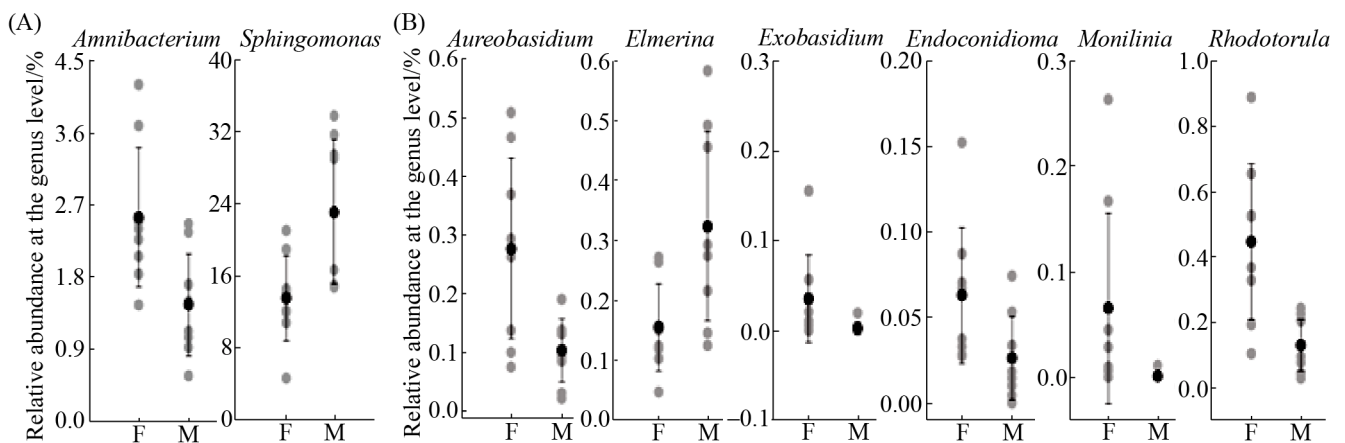 (A)
(B)
Amnibacterium
Sphingomonas
Aureobasidium
Elmerina
Exobasidium
Endoconidioma
Monilinia
Rhodotorula
Relative abundance at the genus level/%
4.5
3.6
2.7
1.8
0.9
0.0
F M
40
32
24
16
8
0
F M
Relative abundance at the genus level/%
0.6
0.5
0.4
0.3
0.2
0.1
0.0
F M
0.6
0.5
0.4
0.3
0.2
0.1
0.0
F M
0.3
0.2
0.1
0.0
-0.1
F M
0.20
0.15
0.10
0.05
0.00
F M
0.3
0.2
0.1
0.0
F M
1.0
0.8
0.6
0.4
0.2
0.0
F M